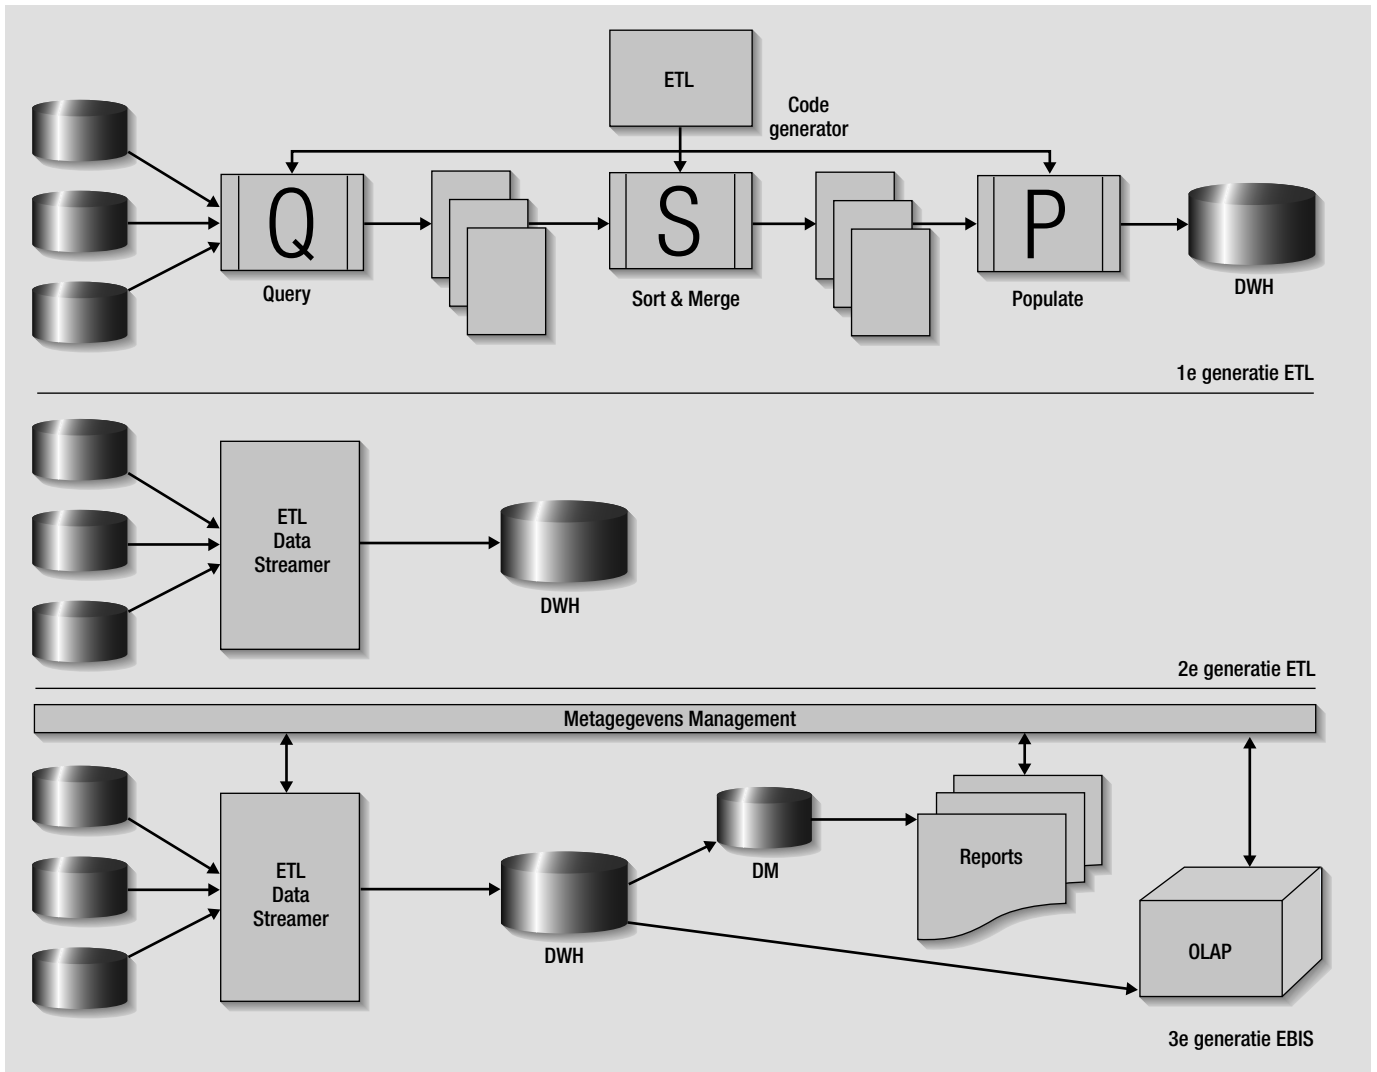 ETL
Code
generator
Q
S
P
Query
Sort & Merge
Populate
DWH
1e generatie ETL
ETL
Data
Streamer
DWH
2e generatie ETL
Metagegevens Management
ETL
Data
Streamer
DWH
DM
Reports
OLAP
3e generatie EBIS